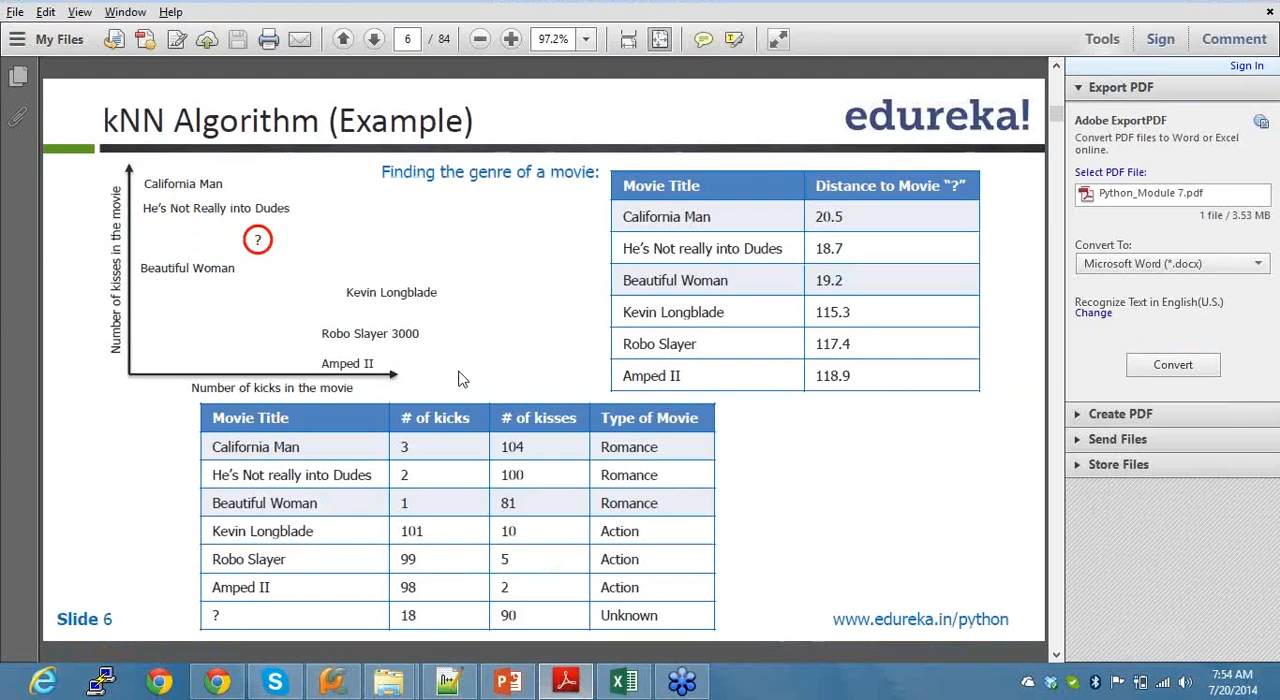 File Edit View Window Help
My Files 6 / 84 97.2% Tools Sign Comment
Sign In
kNN Algorithm (Example)
edureka!
Finding the genre of a movie:
Number of kisses in the movie
California Man
He's Not Really into Dudes
?
Beautiful Woman
Kevin Longblade
Robo Slayer 3000
Amped II
Number of kicks in the movie
Movie Title Distance to Movie “?”
California Man 20.5
He's Not really into Dudes 18.7
Beautiful Woman 19.2
Kevin Longblade 115.3
Robo Slayer 117.4
Amped II 118.9
Movie Title # of kicks # of kisses Type of Movie
California Man 3 104 Romance
He's Not really into Dudes 2 100 Romance
Beautiful Woman 1 81 Romance
Kevin Longblade 101 10 Action
Robo Slayer 99 5 Action
Amped II 98 2 Action
? 18 90 Unknown
Slide 6
www.edureka.in/python
Export PDF
Adobe ExportPDF
Convert PDF files to Word or Excel
online.
Select PDF File:
Python_Module 7.pdf
1 file / 3.53 MB
Convert To:
Microsoft Word (*.docx)
Recognize Text in English(U.S.)
Change
Convert
Create PDF
Send Files
Store Files
7:54 AM
7/20/2014